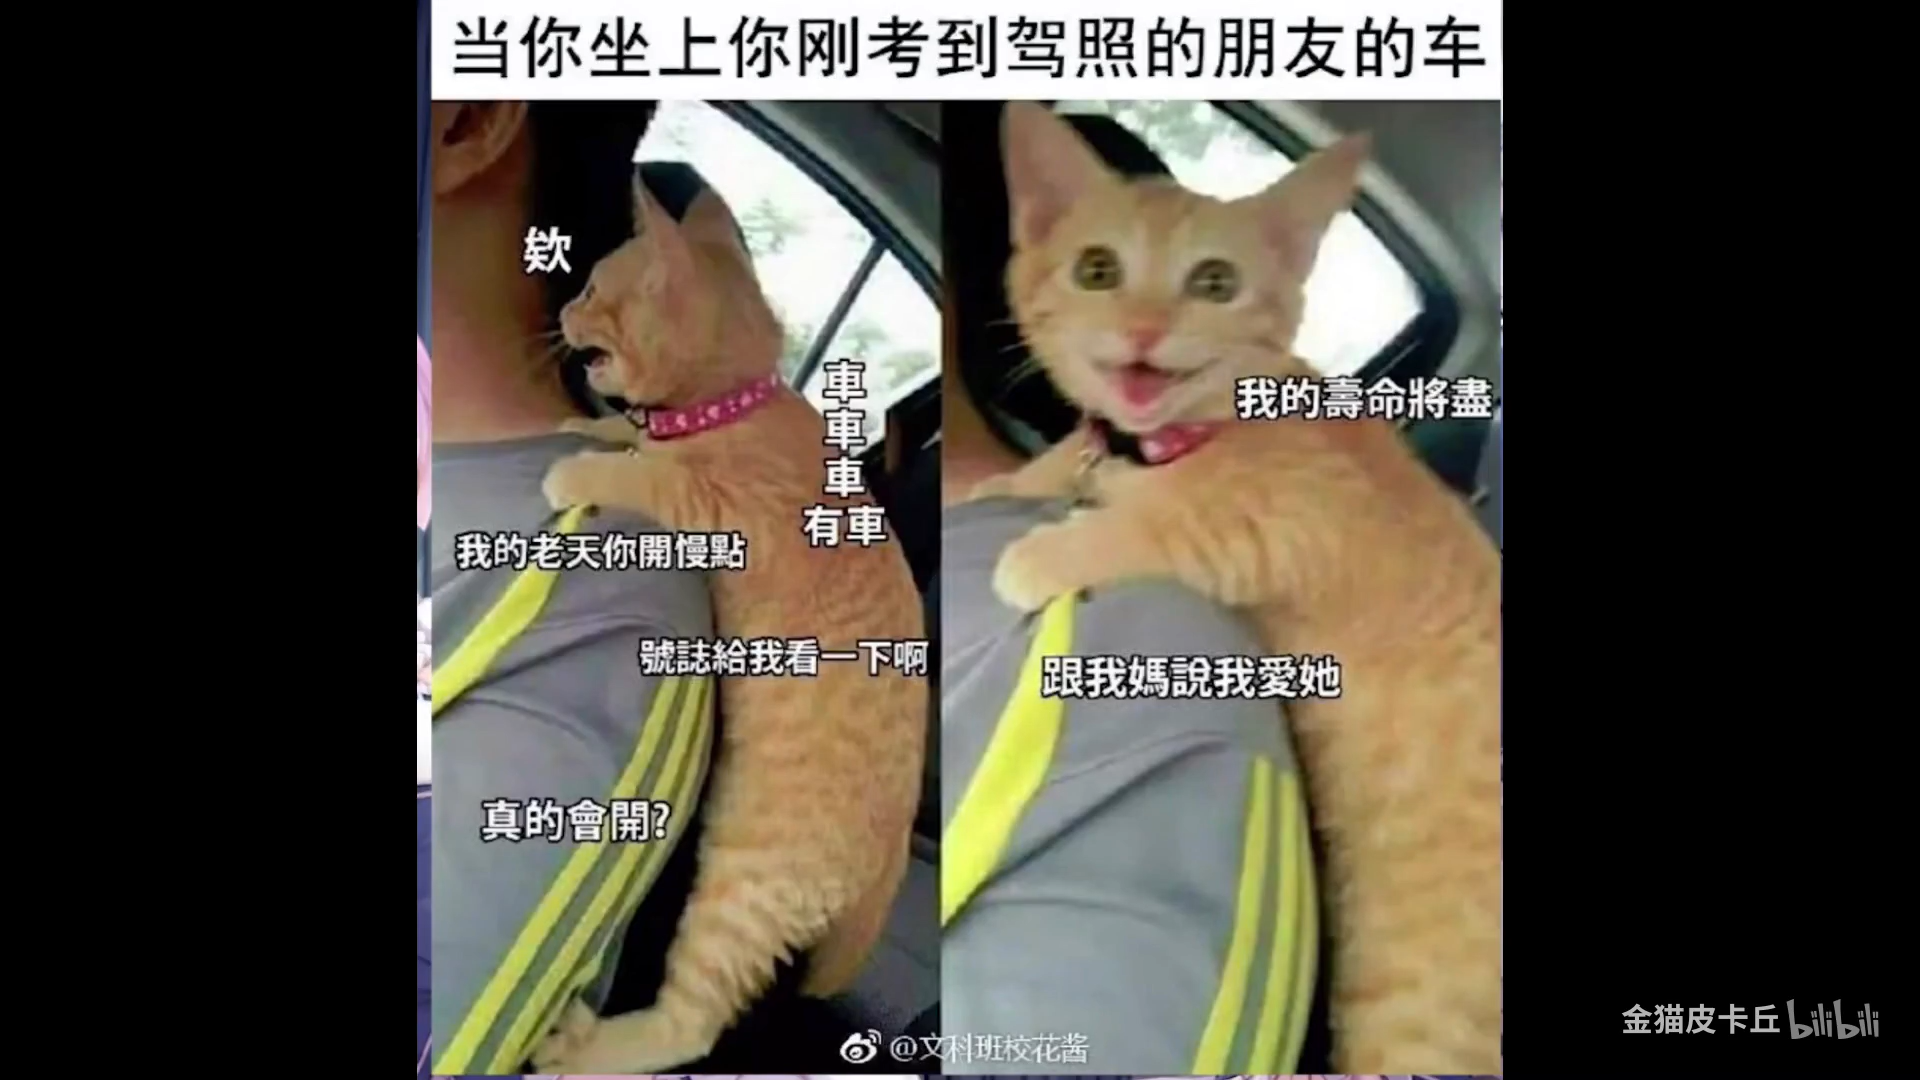 当你坐上你刚考到驾照的朋友的车
欸
車
車
車
有車
我的老天你開慢點
號誌給我看一下啊
真的會開?
我的壽命將盡
跟我媽說我愛她
@文科班校花酱
金猫皮卡丘 bilibili